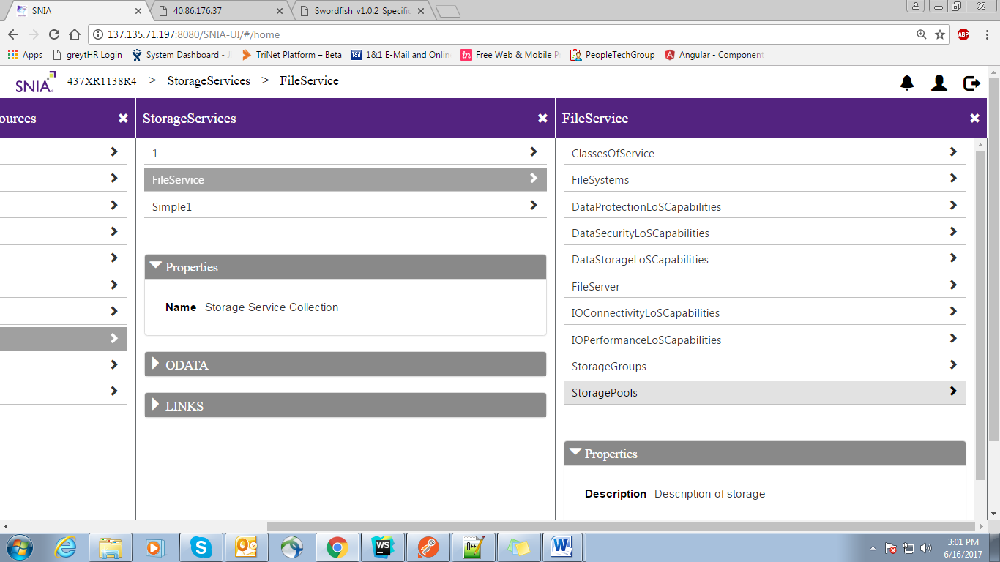 SNIA
40.86.176.37
Swordfish_v1.0.2_Specific
137.135.71.197:8080/SNIA-UI/#/home
ABP
Apps
greytHR Login
System Dashboard - J
TriNet Platform – Beta
1&1 E-Mail and Onlin
Free Web & Mobile P
PeopleTechGroup
Angular - Component
SNIA
437XR1138R4 > StorageServices > FileService
ources
StorageServices
FileService
1
FileService
Simple1
Properties
Name Storage Service Collection
ODATA
LINKS
ClassesOfService
FileSystems
DataProtectionLoSCapabilities
DataSecurityLoSCapabilities
DataStorageLoSCapabilities
FileServer
IOConnectivityLoSCapabilities
IOPerformanceLoSCapabilities
StorageGroups
StoragePools
Properties
Description Description of storage
3:01 PM
6/16/2017